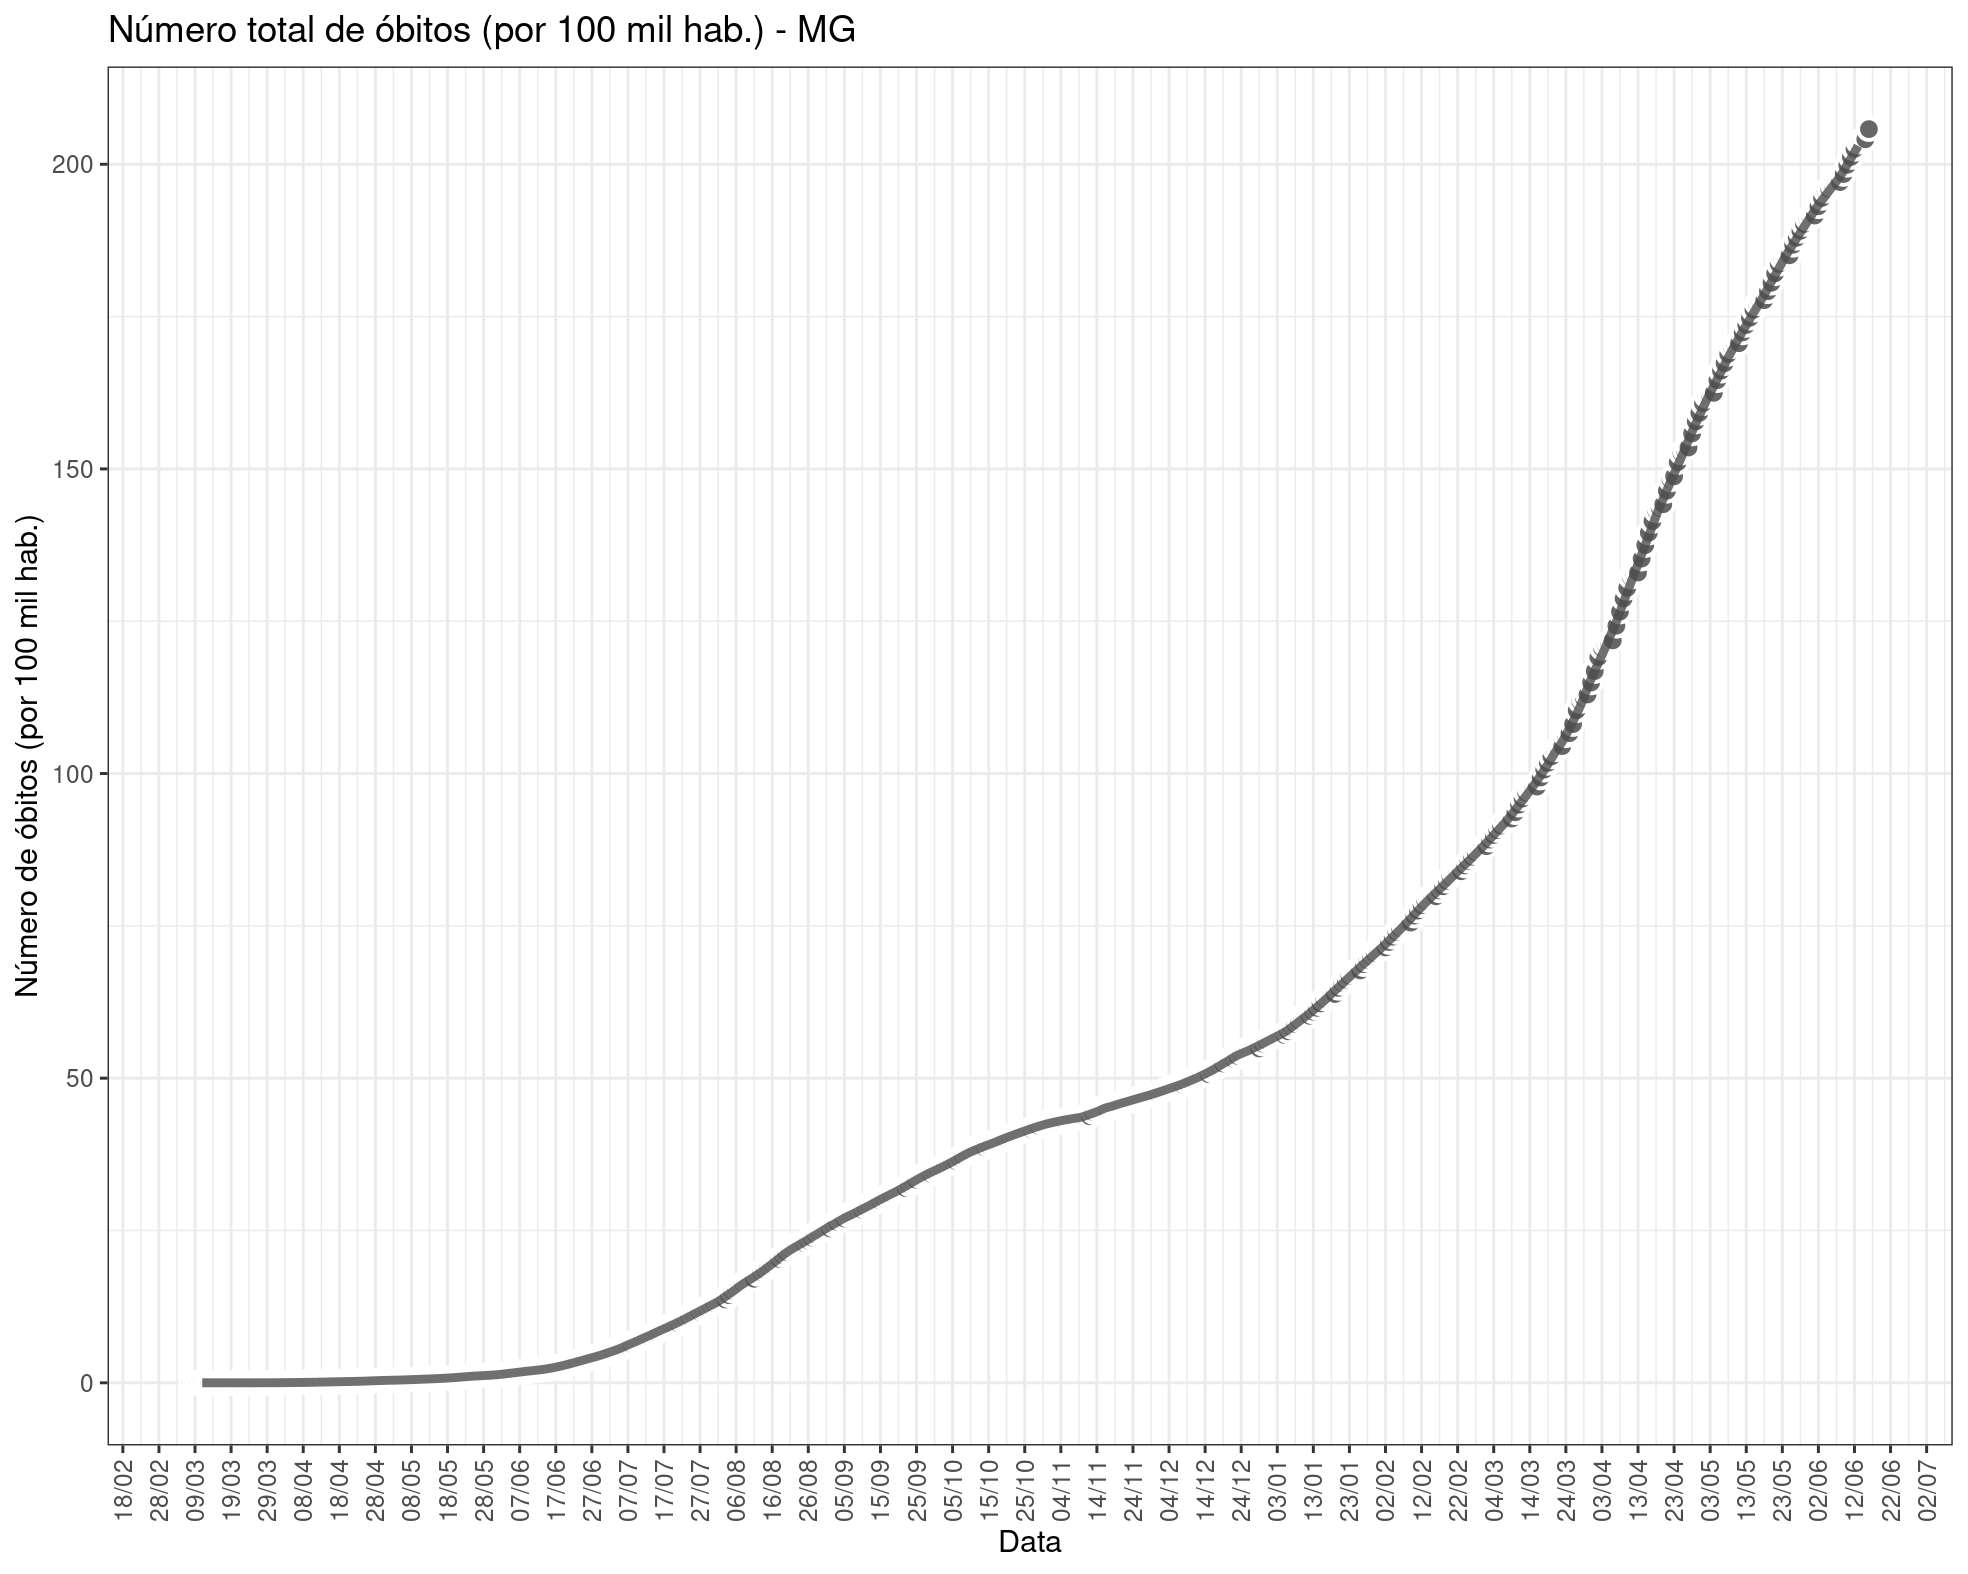 Número total de óbitos (por 100 mil hab.) - MG
Número de óbitos (por 100 mil hab.)
200
150
100
50
0
18/02 28/02 09/03 19/03 29/03 08/04 18/04 28/04 08/05 18/05 28/05 07/06 17/06 27/06 07/07 17/07 27/07 06/08 16/08 26/08 05/09 15/09 25/09 05/10 15/10 25/10 04/11 14/11 24/11 04/12 14/12 24/12 03/01 13/01 23/01 02/02 12/02 22/02 04/03 14/03 24/03 03/04 13/04 23/04 03/05 13/05 23/05 02/06 12/06 22/06 02/07
Data